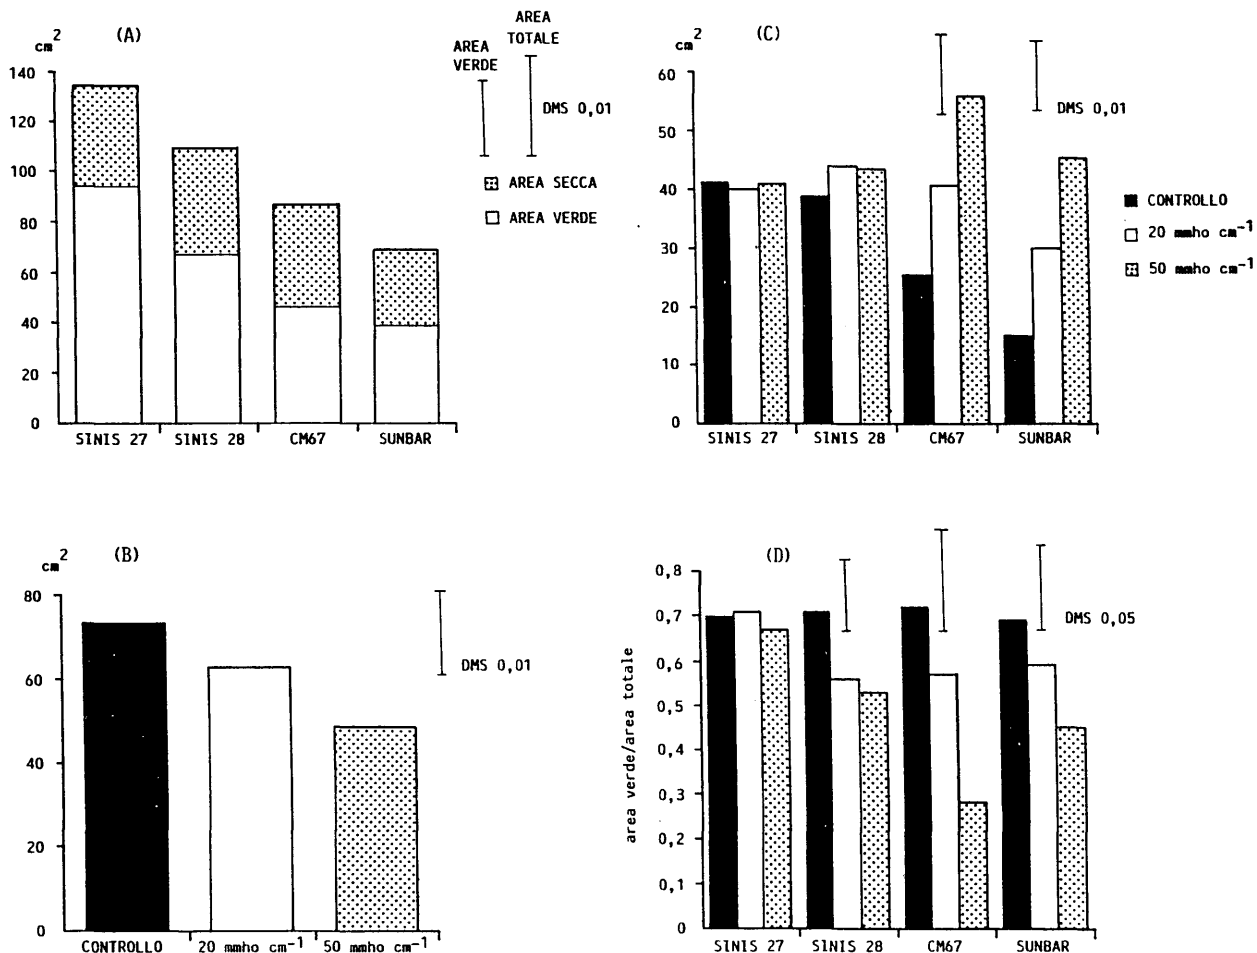 (A)
cm2
140
120
100
80
60
40
20
0
SINIS 27 SINIS 28 CM67 SUNBAR
AREA VERDE
AREA TOTALE
DMS 0,01
AREA SECCA
AREA VERDE
(C)
cm2
60
50
40
30
20
10
0
SINIS 27 SINIS 28 CM67 SUNBAR
DMS 0,01
CONTROLLO
20 mmho cm-1
50 mmho cm-1
(B)
cm2
80
60
40
20
0
CONTROLLO 20 mmho cm-1 50 mmho cm-1
DMS 0,01
(D)
area verde/area totale
0,8
0,7
0,6
0,5
0,4
0,3
0,2
0,1
0
SINIS 27 SINIS 28 CM67 SUNBAR
DMS 0,05